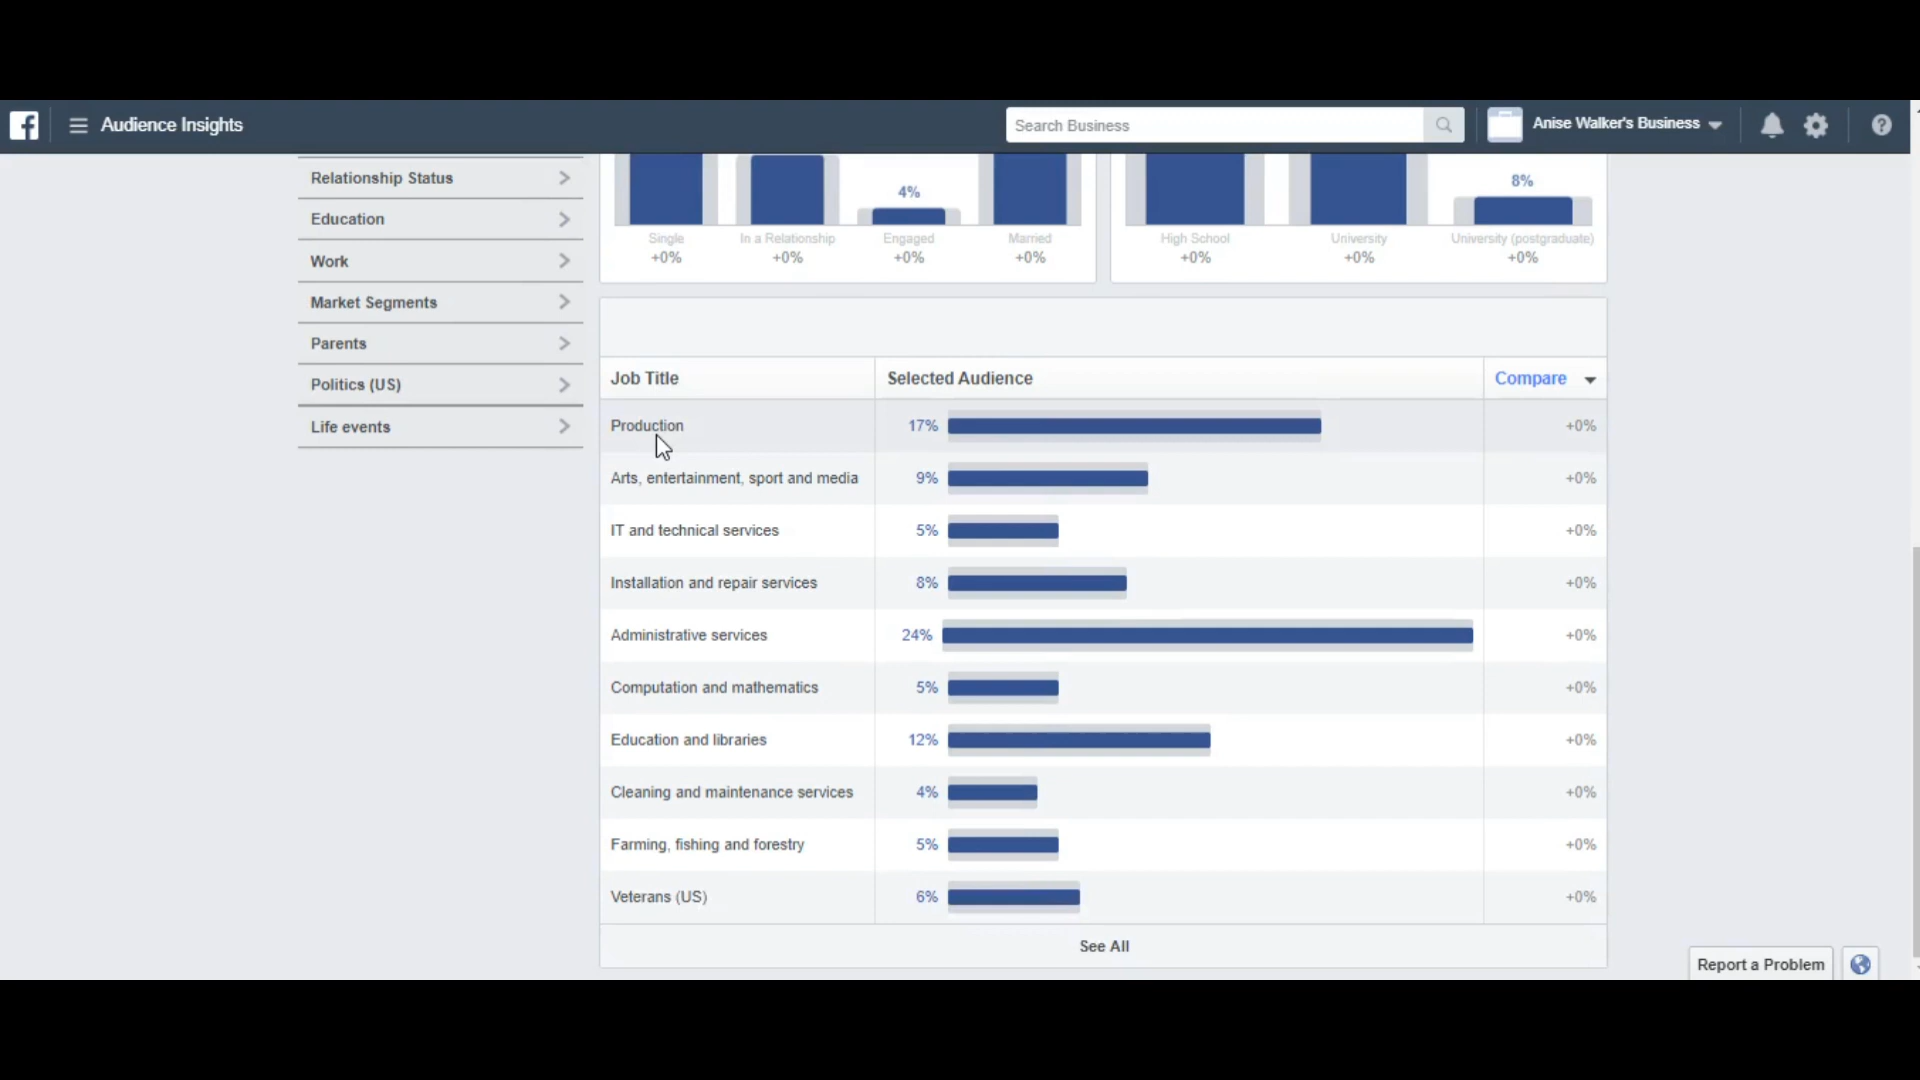 Audience Insights
Search Business
Anise Walker's Business
Relationship Status
Education
Work
Market Segments
Parents
Politics (US)
Life events
4%
Single In a Relationship Engaged Married
+0% +0% +0% +0%
8%
High School University University (postgraduate)
+0% +0% +0%
Job Title Selected Audience Compare
Production 17% +0%
Arts, entertainment, sport and media 9% +0%
IT and technical services 5% +0%
Installation and repair services 8% +0%
Administrative services 24% +0%
Computation and mathematics 5% +0%
Education and libraries 12% +0%
Cleaning and maintenance services 4% +0%
Farming, fishing and forestry 5% +0%
Veterans (US) 6% +0%
See All
Report a Problem